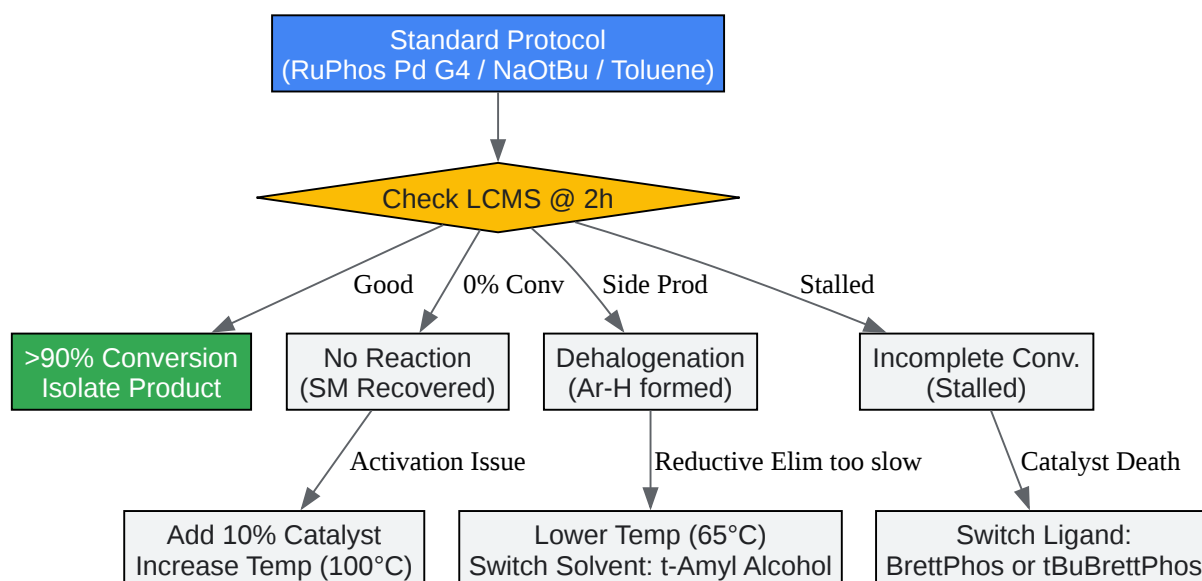 Standard Protocol
(RuPhos Pd G4 / NaOtBu / Toluene)
Check LCMS @ 2h
Good
0% Conv
Side Prod
Stalled
>90% Conversion
Isolate Product
No Reaction
(SM Recovered)
Dehalogenation
(Ar-H formed)
Incomplete Conv.
(Stalled)
Activation Issue
Reductive Elim too slow
Catalyst Death
Add 10% Catalyst
Increase Temp (100°C)
Lower Temp (65°C)
Switch Solvent: t-Amyl Alcohol
Switch Ligand:
BrettPhos or tBuBrettPhos